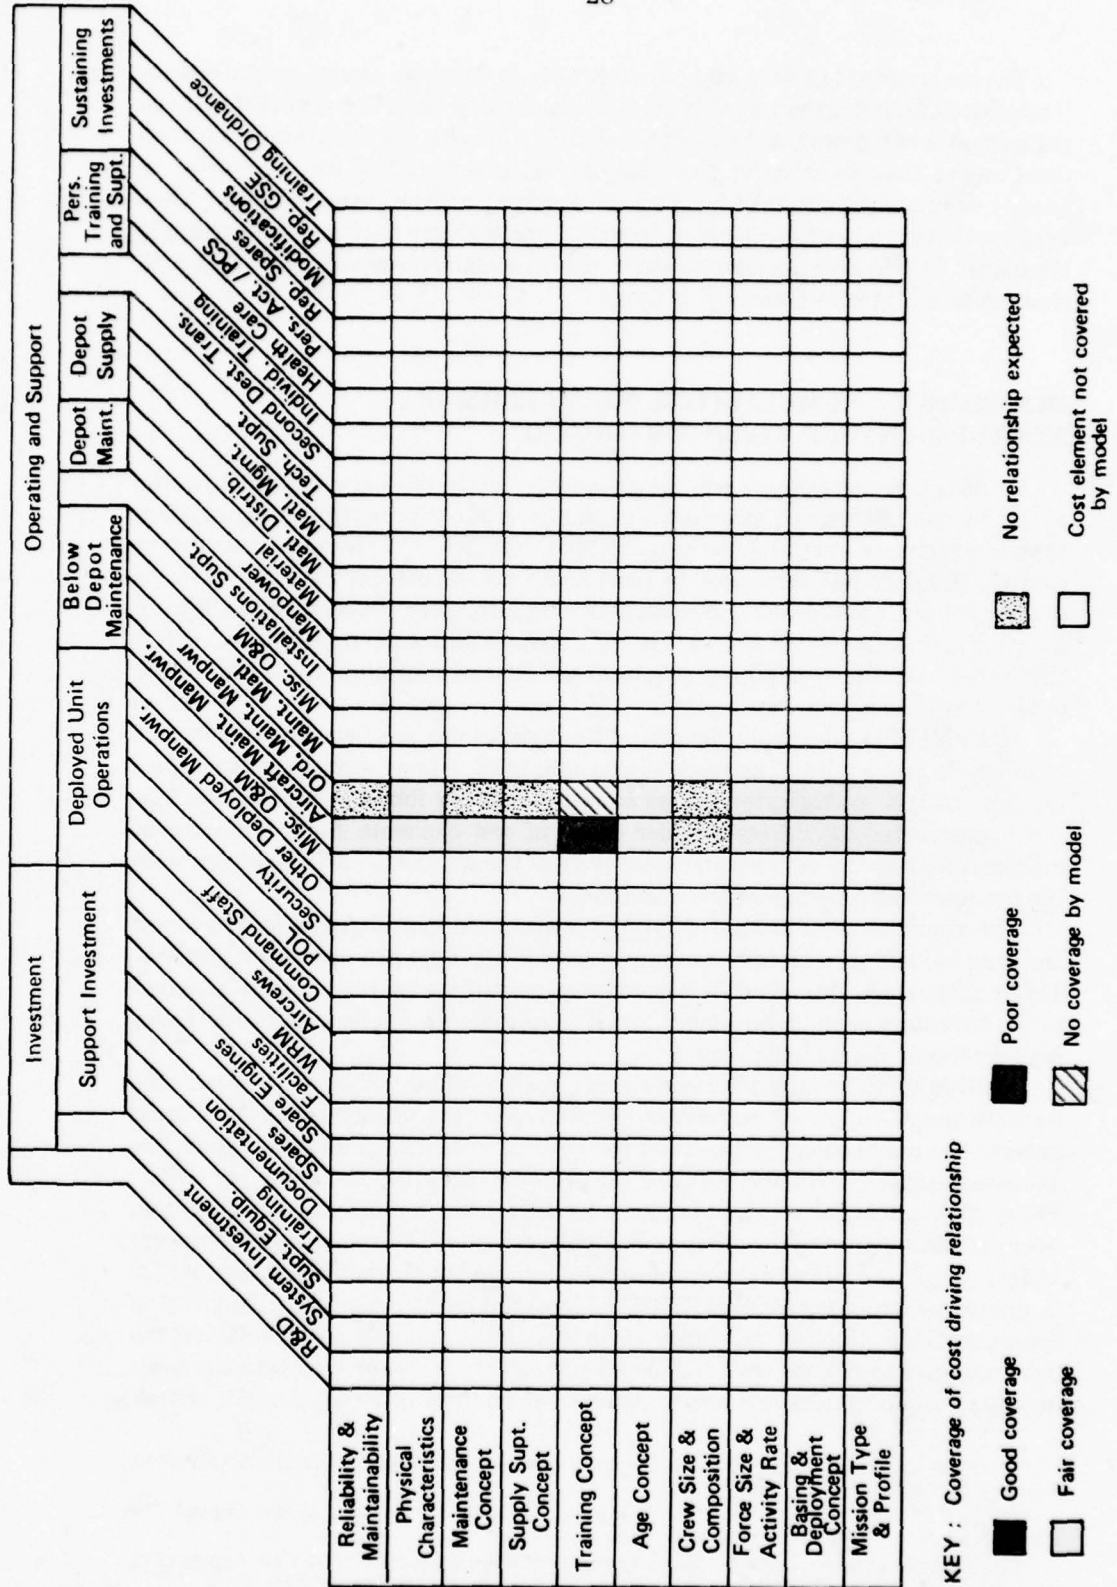 28
Investment
Operating and Support
Support Investment
Deployed Unit
Operations
Below
Depot
Maintenance
Depot
Maint.
Depot
Supply
Pers.
Training
and Supt.
Sustaining
Investments
R&D
System Investment
Supt. Equip.
Training
Documentation
Spares
Spare Engines
Facilities
WRM
Aircrews
Command Staff
POL
Security
Other Deployed Manpwr.
Misc. O&M
Aircraft Maint. Manpwr.
Ord. Maint. Manpwr
Maint. Matl.
Misc. O&M
Installations Supt.
Manpower
Material
Matl. Distrib.
Matl. Mgmt
Tech. Supt.
Second Dest. Trans.
Individ. Training
Health Care
Pers. Act. / PCS
Rep. Spares
Modifications
Rep. GSE
Training Ordnance
Reliability &
Maintainability
Physical
Characteristics
Maintenance
Concept
Supply Supt.
Concept
Training Concept
Age Concept
Crew Size &
Composition
Force Size &
Activity Rate
Basing &
Deployment
Concept
Mission Type
& Profile
KEY : Coverage of cost driving relationship
Good coverage
Fair coverage
Poor coverage
No coverage by model
No relationship expected
Cost element not covered
by model